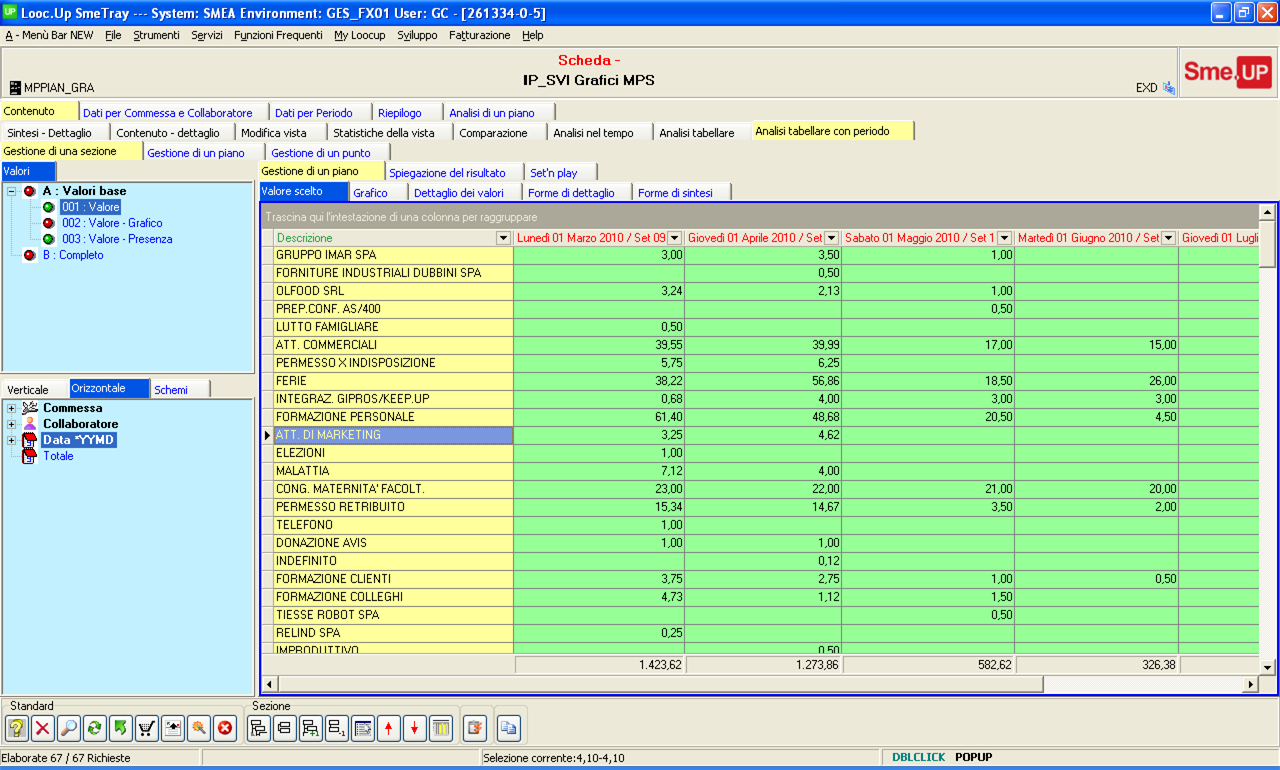 UP Looc.Up SmeTray --- System: SMEA Environment: GES_FX01 User: GC - [261334-0-5]
A - Menù Bar NEW File Strumenti Servizi Funzioni Frequenti My Loocup Sviluppo Fatturazione Help
Scheda -
IP_SVI Grafici MPS
MPPIAN_GRA
EXD
Sme.UP
Contenuto Dati per Commessa e Collaboratore Dati per Periodo Riepilogo Analisi di un piano
Sintesi - Dettaglio Contenuto - dettaglio Modifica vista Statistiche della vista Comparazione Analisi nel tempo Analisi tabellare Analisi tabellare con periodo
Gestione di una sezione Gestione di un piano Gestione di un punto
Valori
A : Valori base
001 : Valore
002 : Valore - Grafico
003 : Valore - Presenza
B : Completo
Verticale Orizzontale Schemi
Commessa
Collaboratore
Data *YYMD
Totale
Gestione di un piano Spiegazione del risultato Set'n play
Valore scelto Grafico Dettaglio dei valori Forme di dettaglio Forme di sintesi
Trascina qui l'intestazione di una colonna per raggruppare
Descrizione Lunedì 01 Marzo 2010 / Set 09 Giovedì 01 Aprile 2010 / Set Sabato 01 Maggio 2010 / Set 1 Martedì 01 Giugno 2010 / Set Giovedì 01 Lugli
GRUPPO IMAR SPA 3,00 3,50 1,00
FORNITURE INDUSTRIALI DUBBINI SPA 0,50
OLFOOD SRL 3,24 2,13 1,00
PREP.CONF. AS/400 0,50
LUTTO FAMIGLIARE 0,50
ATT. COMMERCIALI 39,55 39,99 17,00 15,00
PERMESSO X INDISPOSIZIONE 5,75 6,25
FERIE 38,22 56,86 18,50 26,00
INTEGRAZ. GIPROS/KEEP.UP 0,68 4,00 3,00 3,00
FORMAZIONE PERSONALE 61,40 48,68 20,50 4,50
ATT. DI MARKETING 3,25 4,62
ELEZIONI 1,00
MALATTIA 7,12 4,00
CONG. MATERNITA' FACOLT. 23,00 22,00 21,00 20,00
PERMESSO RETRIBUITO 15,34 14,67 3,50 2,00
TELEFONO 1,00
DONAZIONE AVIS 1,00 1,00
INDEFINITO 0,12
FORMAZIONE CLIENTI 3,75 2,75 1,00 0,50
FORMAZIONE COLLEGHI 4,73 1,12 1,50
TIESSE ROBOT SPA 0,50
RELIND SPA 0,25
IMPRODUTTIVO 0,50
1.423,62 1.273,86 582,62 326,38
Standard Sezione
Elaborate 67 / 67 Richieste Selezione corrente:4,10-4,10 DBLCLICK POPUP